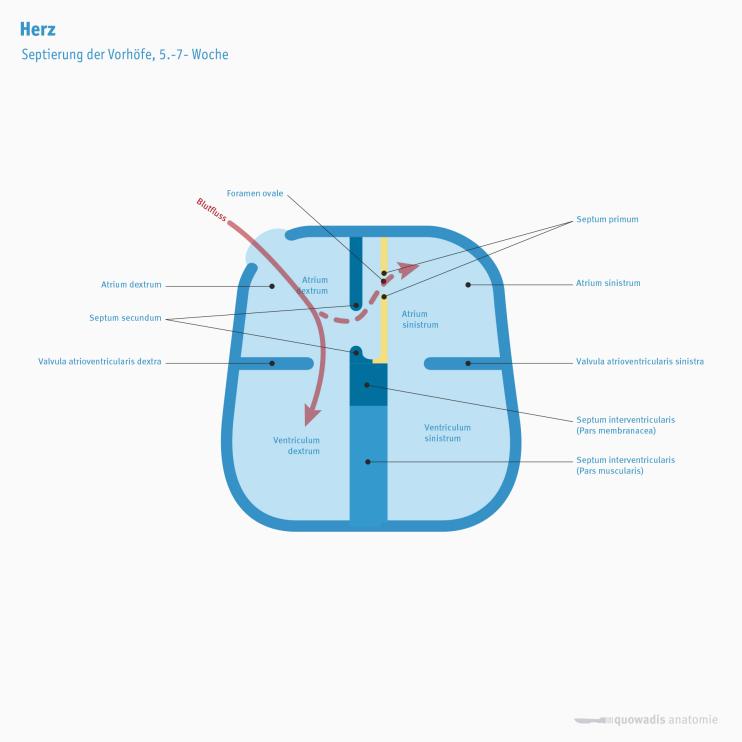 Herz
Septierung der Vorhöfe, 5.-7- Woche
Foramen ovale
Blutfluss
Septum primum
Atrium dextrum
Atrium
dextrum
Atrium sinistrum
Septum secundum
Atrium
sinistrum
Valvula atrioventricularis dextra
Valvula atrioventricularis sinistra
Septum interventricularis
(Pars membranacea)
Ventriculum
dextrum
Ventriculum
sinistrum
Septum interventricularis
(Pars muscularis)
quowadis anatomie